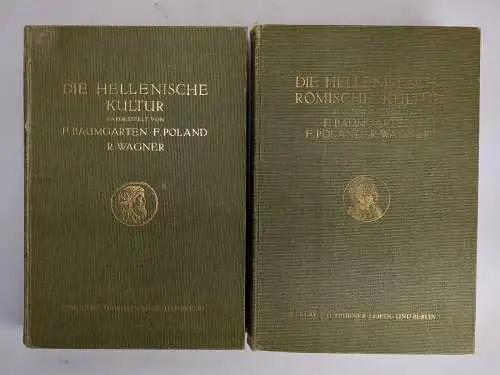 DIE HELLENISCHE
KULTUR
DARGESTELLT VON
F. BAUMGARTEN · F. POLAND
R. WAGNER
DIE HELLENISTISCH
RÖMISCHE KULTUR
F. BAUMGARTEN
F. POLAND · R. WAGNER
VERLAG B.G. TEUBNER LEIPZIG UND BERLIN